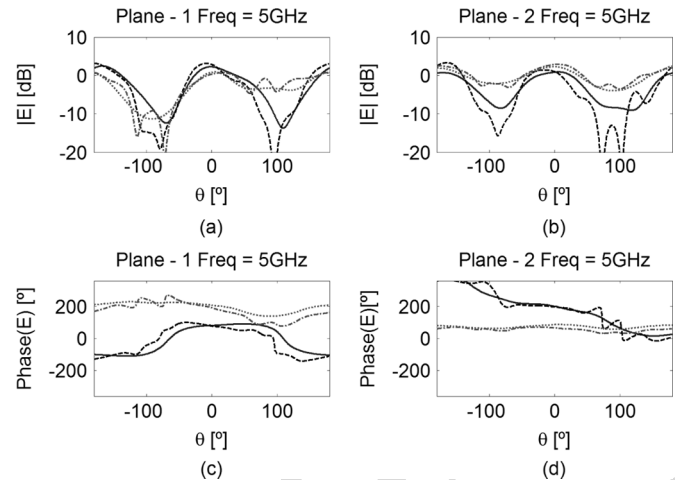 Plane - 1 Freq = 5GHz
|E| [dB]
10
0
-10
-20
-100
0
100
θ [º]
(a)
Plane - 2 Freq = 5GHz
|E| [dB]
10
0
-10
-20
-100
0
100
θ [º]
(b)
Plane - 1 Freq = 5GHz
Phase(E) [º]
200
0
-200
-100
0
100
θ [º]
(c)
Plane - 2 Freq = 5GHz
Phase(E)[º]
200
0
-200
-100
0
100
θ [º]
(d)